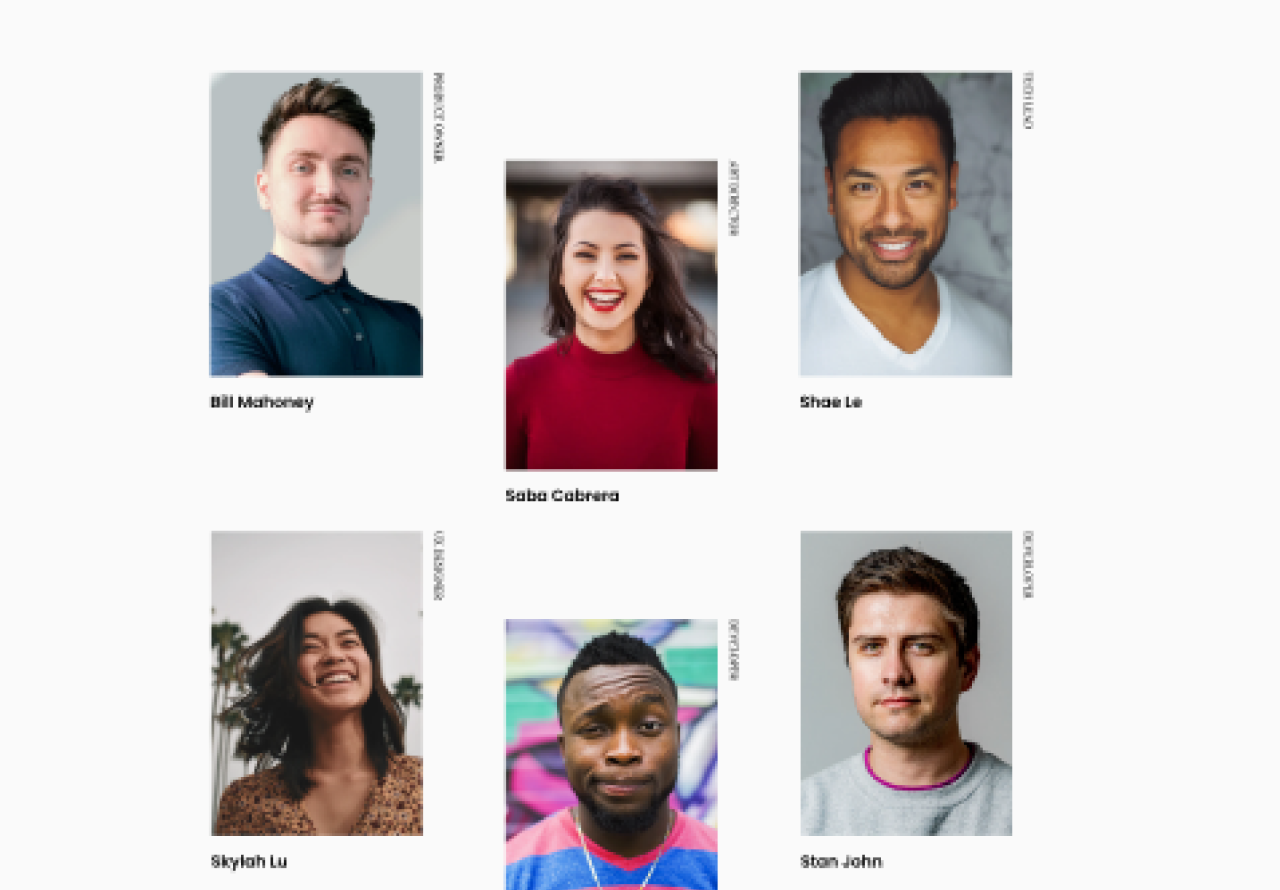 PRODUCT OWNER
Bill Mahoney
ART DIRECTOR
Saba Cabrera
TECH LEAD
Shae Le
UX DESIGNER
Skylah Lu
DEVELOPER
DEVELOPER
Stan John